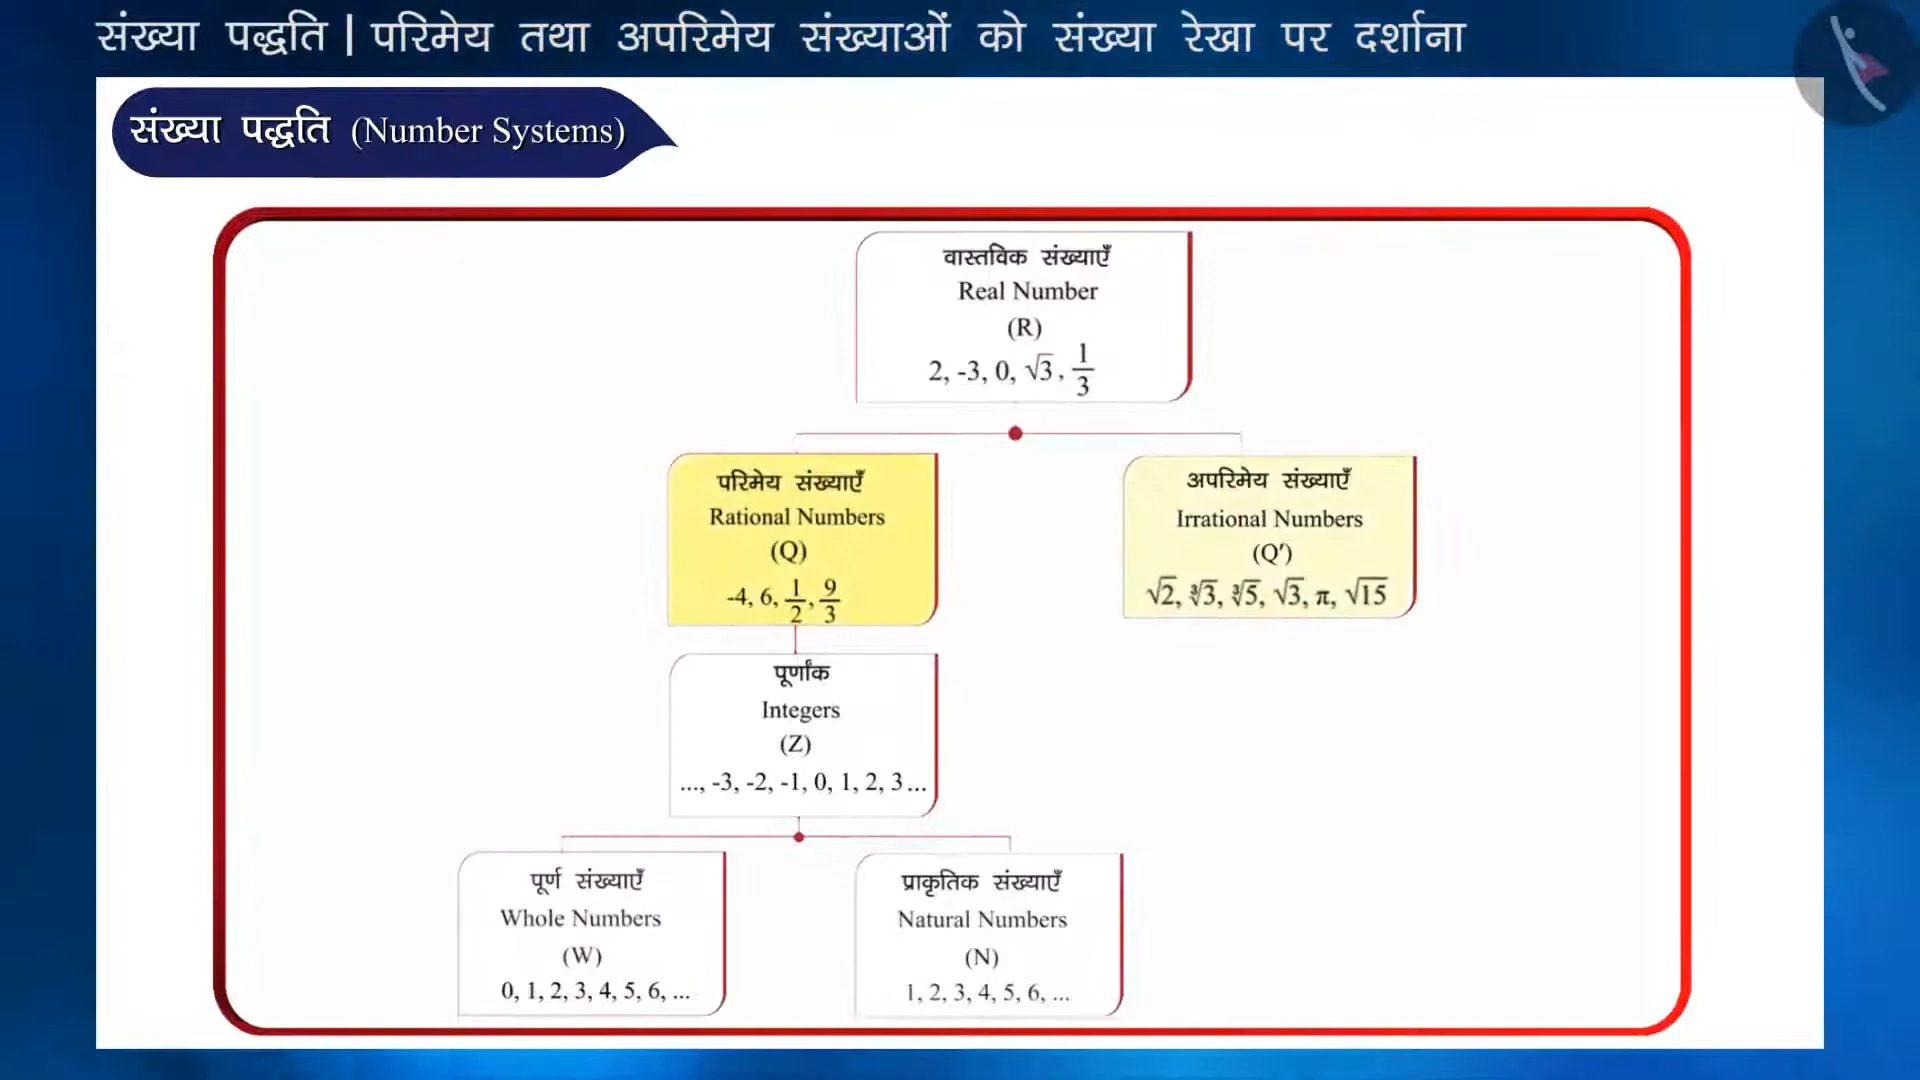 संख्या पद्धति | परिमेय तथा अपरिमेय संख्याओं को संख्या रेखा पर दर्शाना
संख्या पद्धति (Number Systems)
वास्तविक संख्याएँ
Real Number
(R)
2, -3, 0, √3, 1/3
परिमेय संख्याएँ
Rational Numbers
(Q)
-4, 6, 1/2, 9/3
अपरिमेय संख्याएँ
Irrational Numbers
(Q′)
√2, ∛3, ∛5, √3, π, √15
पूर्णांक
Integers
(Z)
..., -3, -2, -1, 0, 1, 2, 3...
पूर्ण संख्याएँ
Whole Numbers
(W)
0, 1, 2, 3, 4, 5, 6, ...
प्राकृतिक संख्याएँ
Natural Numbers
(N)
1, 2, 3, 4, 5, 6, ...